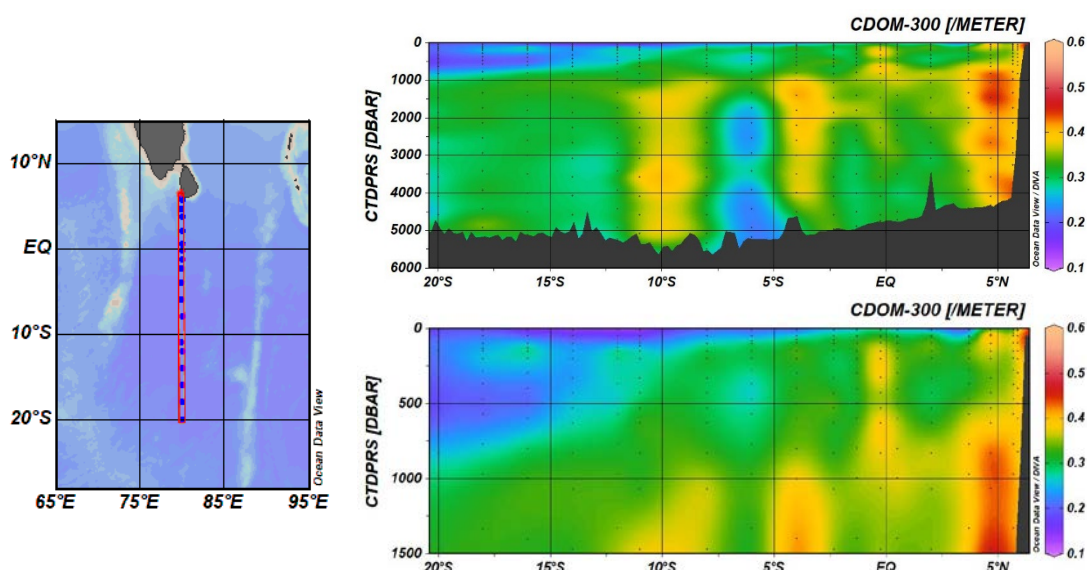 10°N
EQ
10°S
20°S
65°E 75°E 85°E 95°E
Ocean Data View
CDOM-300 [/METER]
CTDPRS [DBAR]
0
1000
2000
3000
4000
5000
6000
20°S 15°S 10°S 5°S EQ 5°N
Ocean Data View / DIVA
0.6
0.5
0.4
0.3
0.2
0.1
CDOM-300 [/METER]
CTDPRS [DBAR]
0
500
1000
1500
20°S 15°S 10°S 5°S EQ 5°N
Ocean Data View / DIVA
0.6
0.5
0.4
0.3
0.2
0.1